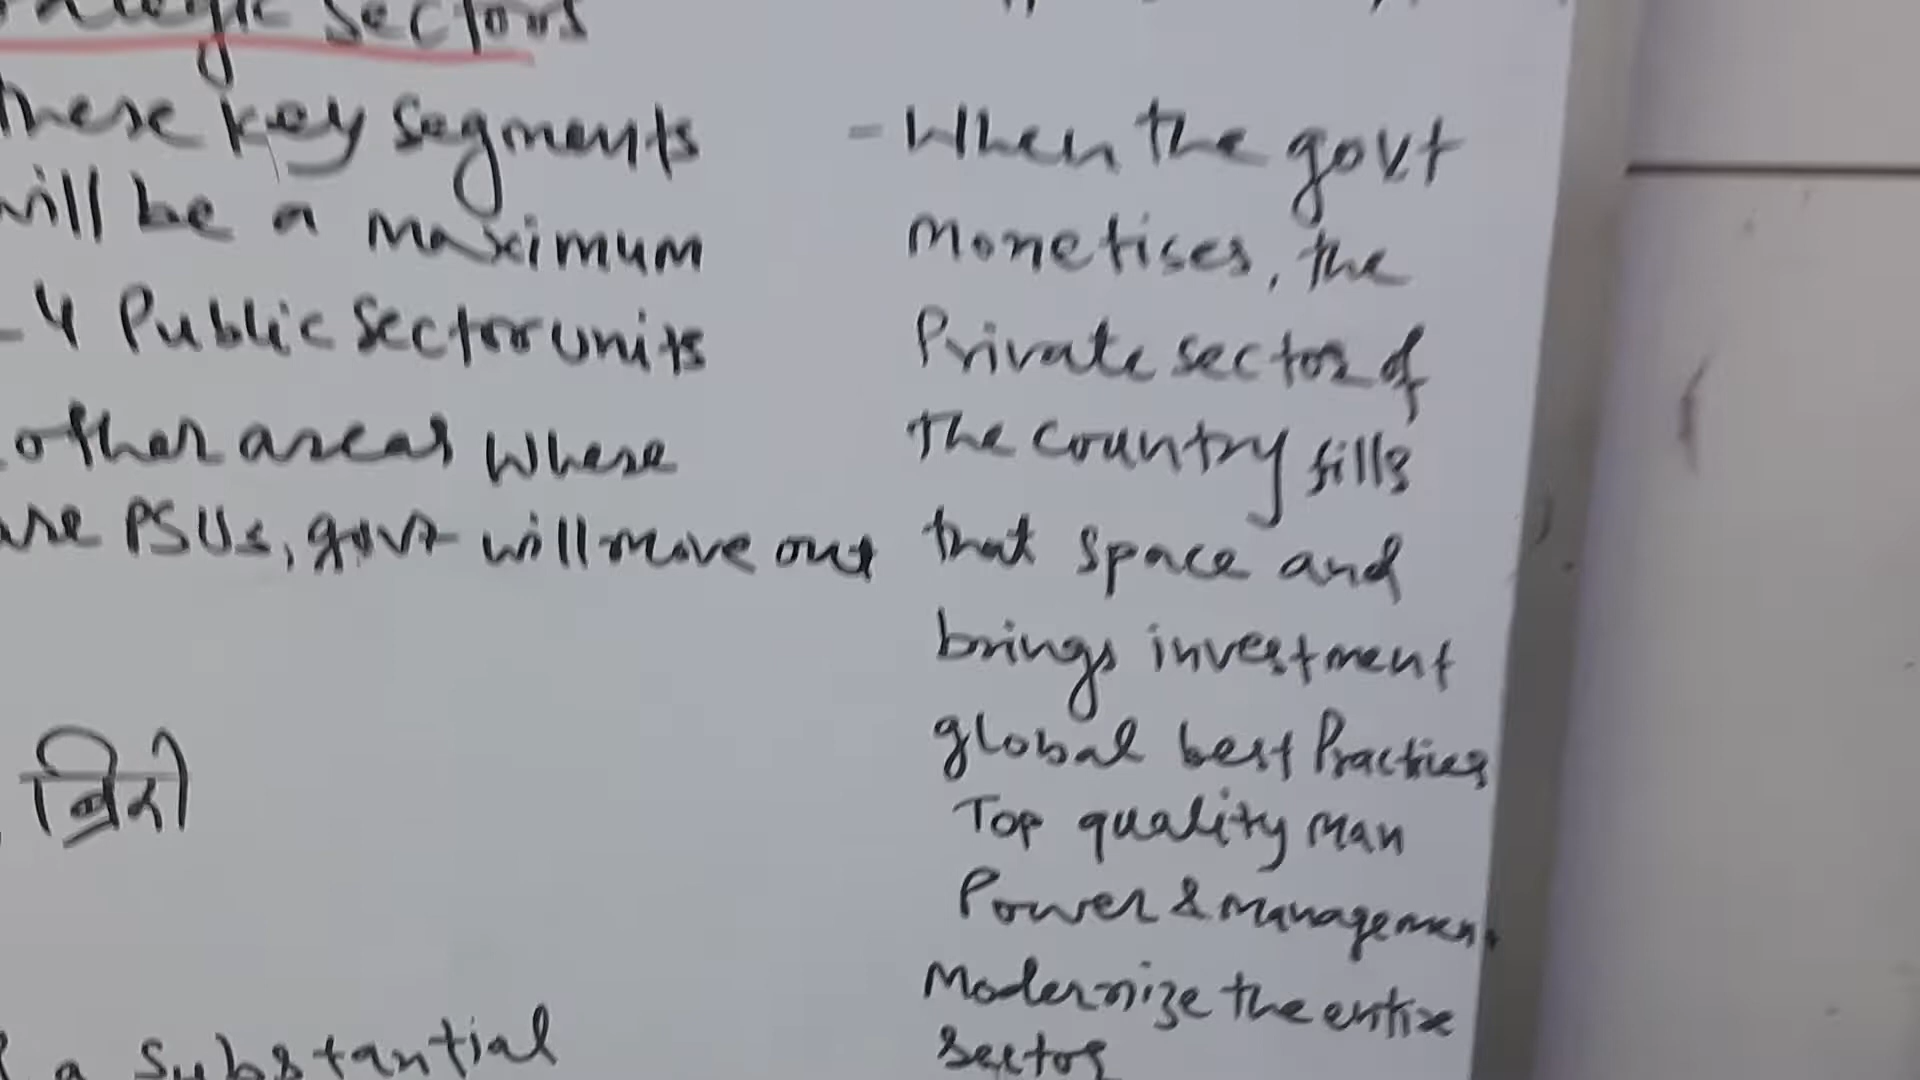 sectors
these key segments
will be a maximum
4 Public Sector units
other areas where
are PSUs, govt will move out
बिक्री
a substantial
- When the govt
monetises, the
Private sector of
the country fills
that space and
brings investment
global best Practices
Top quality man
Power & management
Modernize the entire
sector